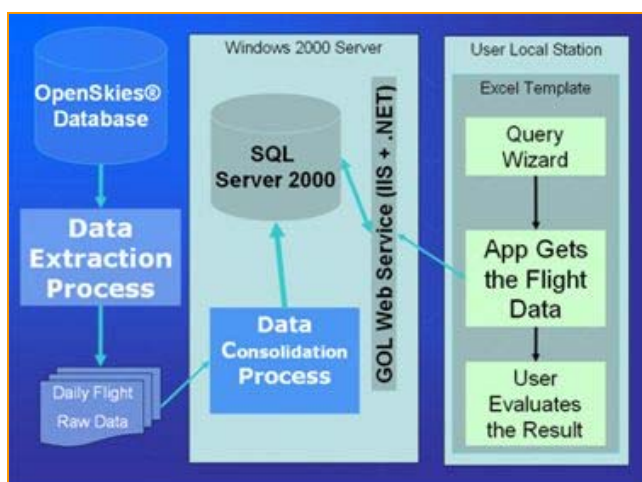 OpenSkies®
Database
Data
Extraction
Process
Daily Flight
Raw Data
Windows 2000 Server
SQL
Server 2000
Data
Consolidation
Process
GOL Web Service (IIS + .NET)
User Local Station
Excel Template
Query
Wizard
App Gets
the Flight
Data
User
Evaluates
the Result